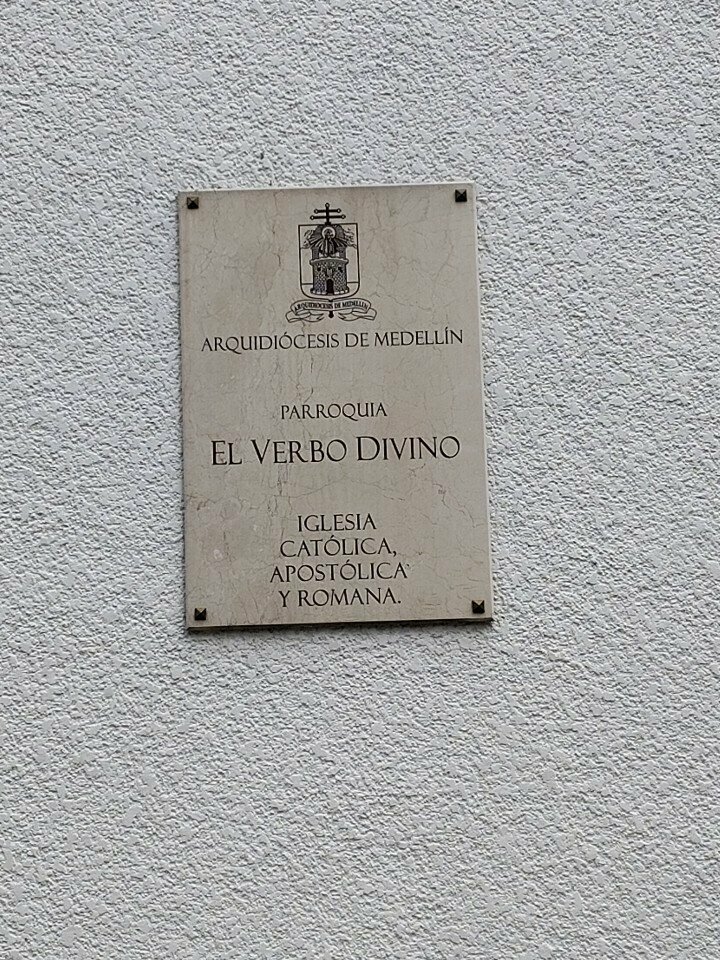 ARQUIDIÓCESIS DE MEDELLÍN
ARQUIDIÓCESIS DE MEDELLÍN
PARROQUIA
EL VERBO DIVINO
IGLESIA
CATÓLICA,
APOSTÓLICA
Y ROMANA.